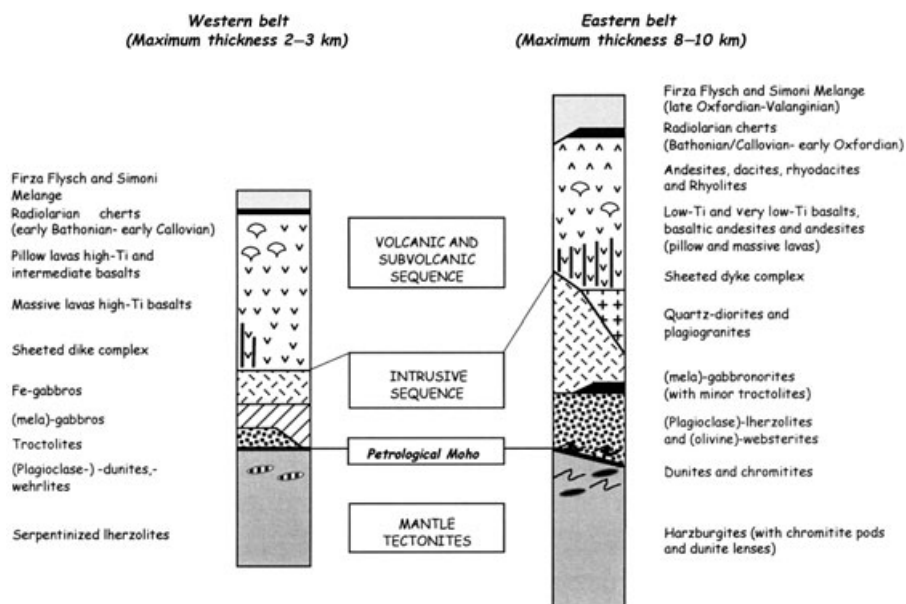 Western belt
(Maximum thickness 2–3 km)
Eastern belt
(Maximum thickness 8–10 km)
Firza Flysch and Simoni
Melange
Radiolarian cherts
(early Bathonian- early Callovian)
Pillow lavas high-Ti and
intermediate basalts
Massive lavas high-Ti basalts
Sheeted dike complex
Fe-gabbros
(mela)-gabbros
Troctolites
(Plagioclase-) -dunites,-
wehrlites
Serpentinized lherzolites
VOLCANIC AND
SUBVOLCANIC
SEQUENCE
INTRUSIVE
SEQUENCE
Petrological Moho
MANTLE
TECTONITES
Firza Flysch and Simoni Melange
(late Oxfordian-Valanginian)
Radiolarian cherts
(Bathonian/Callovian- early Oxfordian)
Andesites, dacites, rhyodacites
and Rhyolites
Low-Ti and very low-Ti basalts,
basaltic andesites and andesites
(pillow and massive lavas)
Sheeted dyke complex
Quartz-diorites and
plagiogranites
(mela)-gabbronorites
(with minor troctolites)
(Plagioclase)-lherzolites
and (olivine)-websterites
Dunites and chromitites
Harzburgites (with chromitite pods
and dunite lenses)